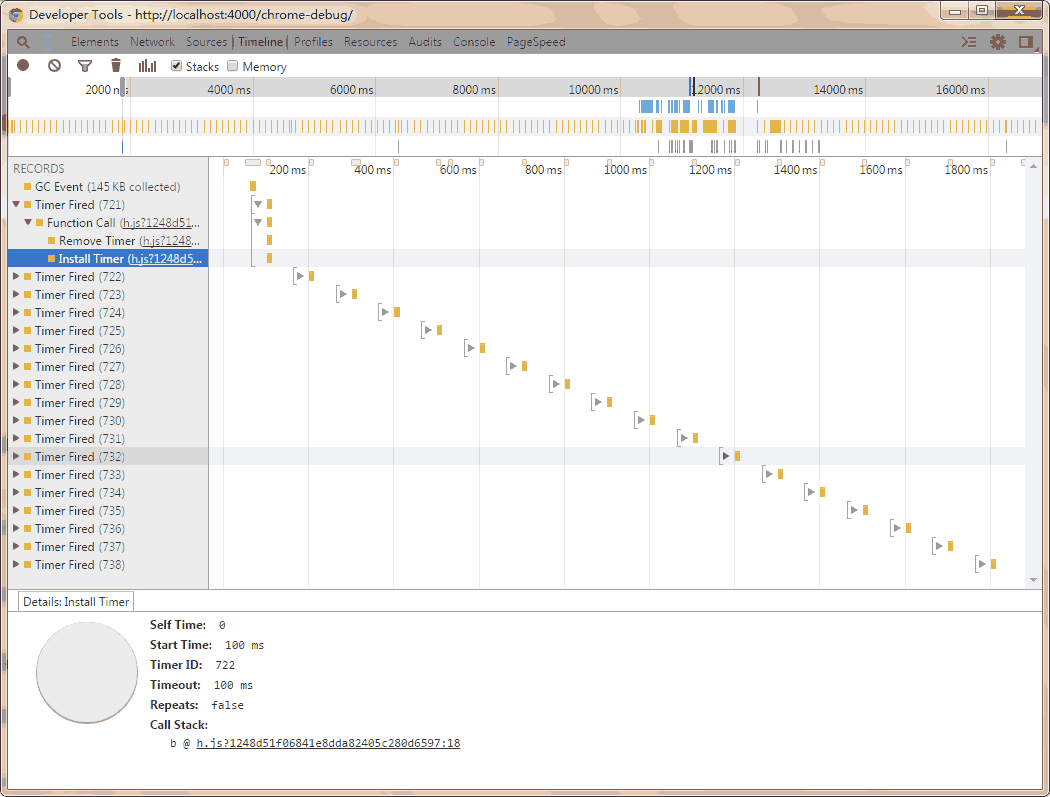 Developer Tools - http://localhost:4000/chrome-debug/
Elements Network Sources Timeline Profiles Resources Audits Console PageSpeed
Stacks Memory
2000 ms 4000 ms 6000 ms 8000 ms 10000 ms 12000 ms 14000 ms 16000 ms
RECORDS
200 ms 400 ms 600 ms 800 ms 1000 ms 1200 ms 1400 ms 1600 ms 1800 ms
GC Event (145 KB collected)
Timer Fired (721)
Function Call (h.js?1248d51...
Remove Timer (h.js?1248...
Install Timer (h.js?1248d5...
Timer Fired (722)
Timer Fired (723)
Timer Fired (724)
Timer Fired (725)
Timer Fired (726)
Timer Fired (727)
Timer Fired (728)
Timer Fired (729)
Timer Fired (730)
Timer Fired (731)
Timer Fired (732)
Timer Fired (733)
Timer Fired (734)
Timer Fired (735)
Timer Fired (736)
Timer Fired (737)
Timer Fired (738)
Details: Install Timer
Self Time: 0
Start Time: 100 ms
Timer ID: 722
Timeout: 100 ms
Repeats: false
Call Stack:
b @ h.js?1248d51f06841e8dda82405c280d6597:18